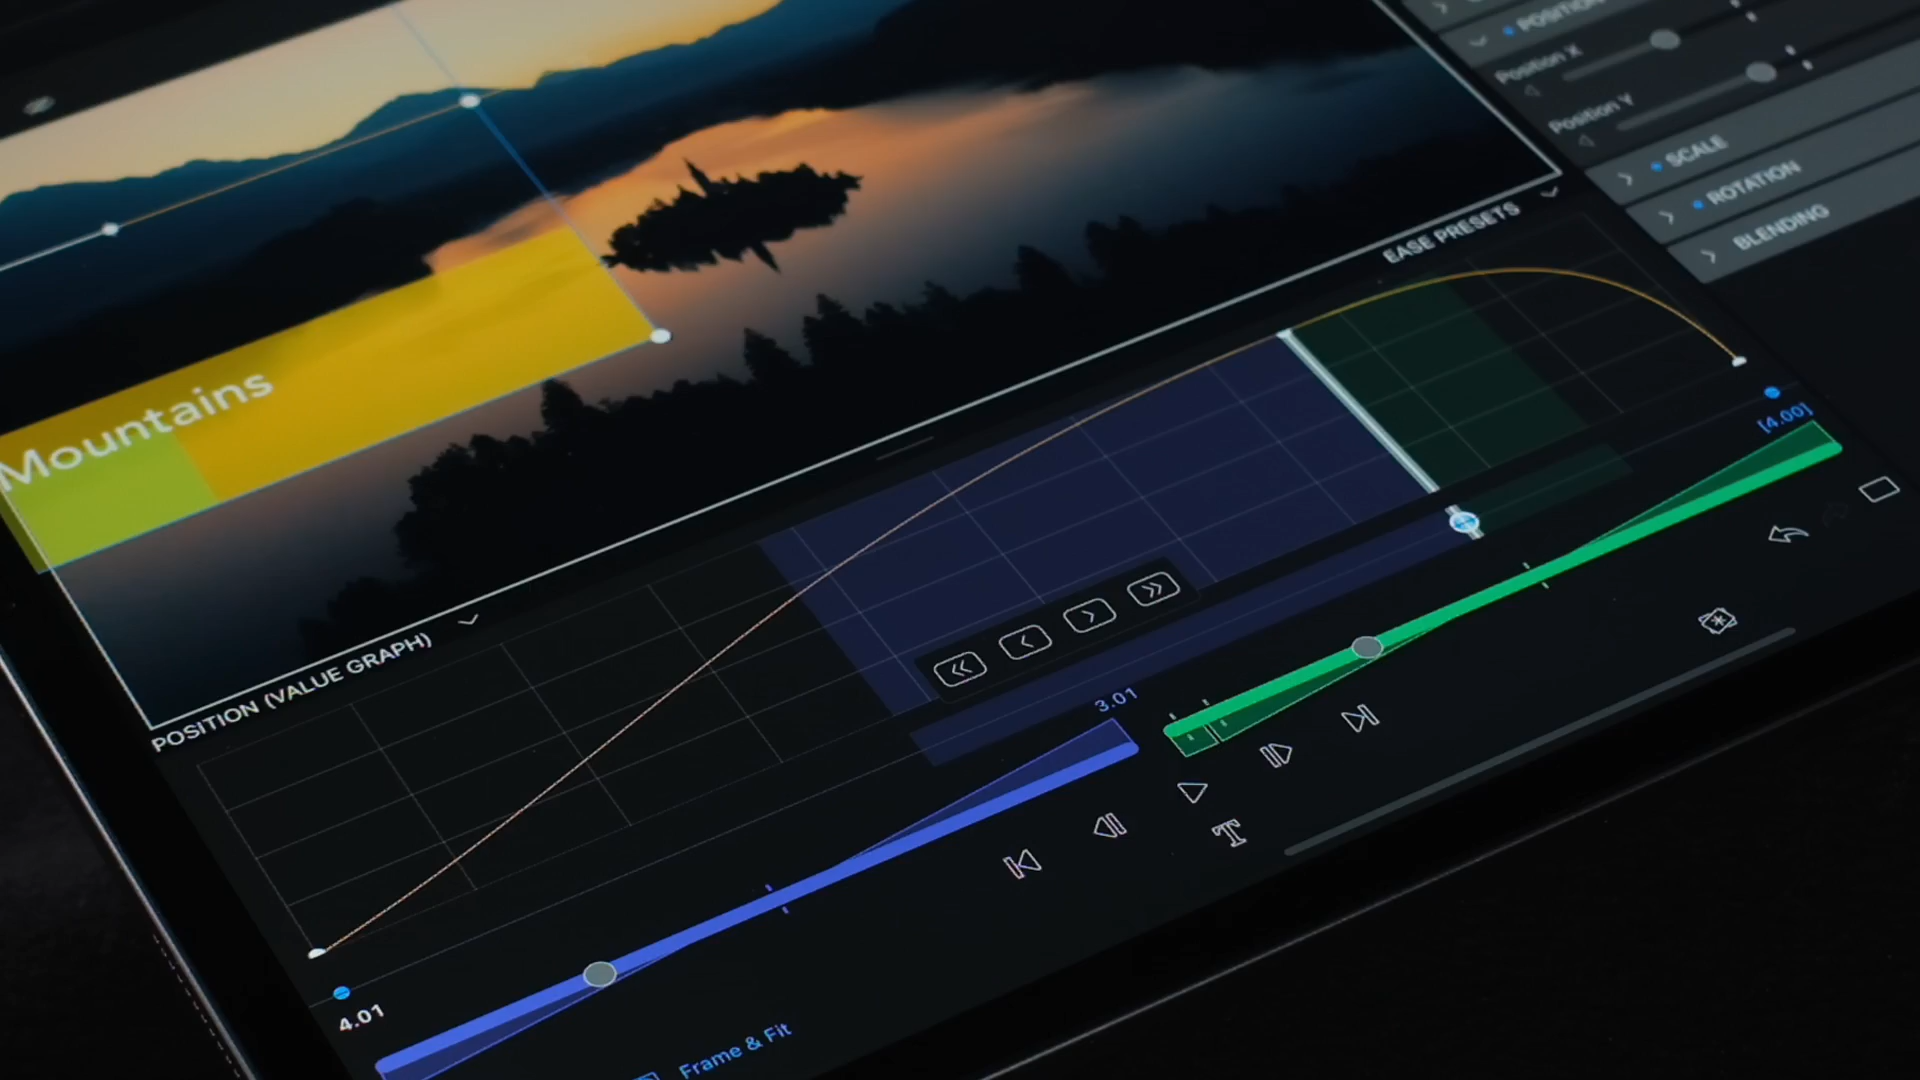 POSITION
Position X
Position Y
SCALE
ROTATION
BLENDING
EASE PRESETS
Mountains
POSITION (VALUE GRAPH)
[4.00]
3.01
4.01
Frame & Fit